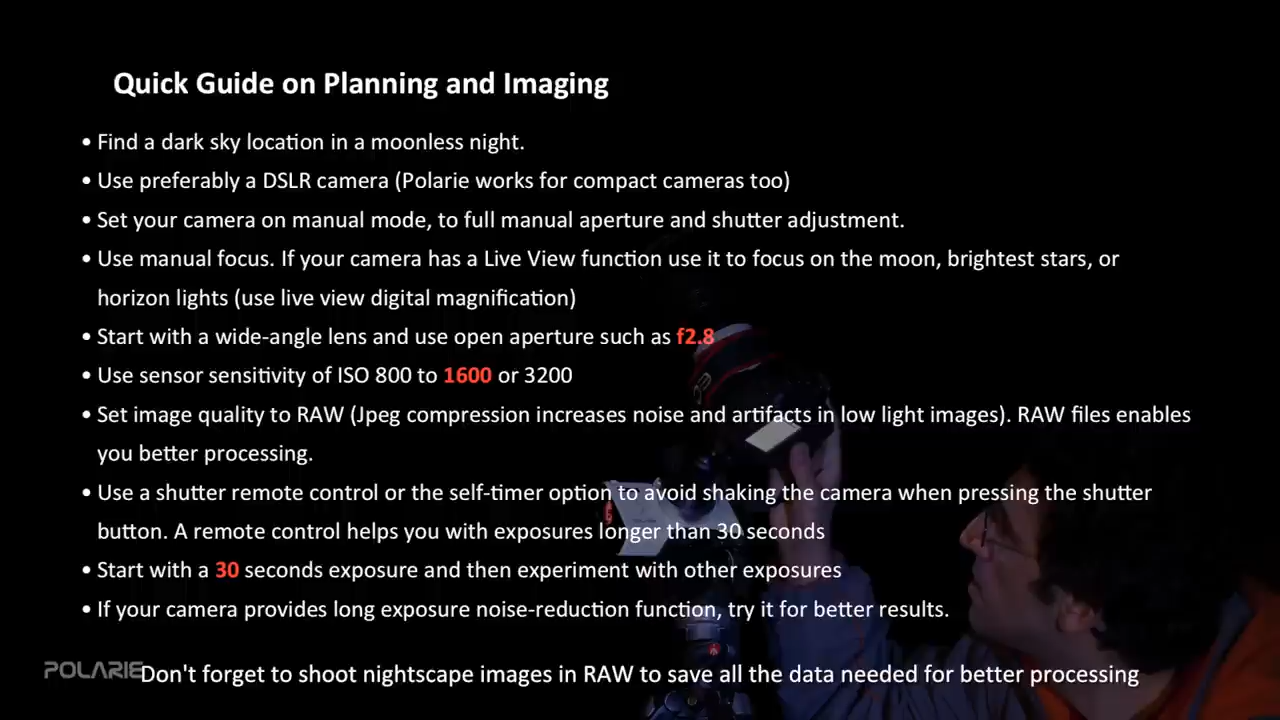 Quick Guide on Planning and Imaging
• Find a dark sky location in a moonless night.
• Use preferably a DSLR camera (Polarie works for compact cameras too)
• Set your camera on manual mode, to full manual aperture and shutter adjustment.
• Use manual focus. If your camera has a Live View function use it to focus on the moon, brightest stars, or
horizon lights (use live view digital magnification)
• Start with a wide-angle lens and use open aperture such as f2.8
• Use sensor sensitivity of ISO 800 to 1600 or 3200
• Set image quality to RAW (Jpeg compression increases noise and artifacts in low light images). RAW files enables
you better processing.
• Use a shutter remote control or the self-timer option to avoid shaking the camera when pressing the shutter
button. A remote control helps you with exposures longer than 30 seconds
• Start with a 30 seconds exposure and then experiment with other exposures
• If your camera provides long exposure noise-reduction function, try it for better results.
POLARIE
Don't forget to shoot nightscape images in RAW to save all the data needed for better processing